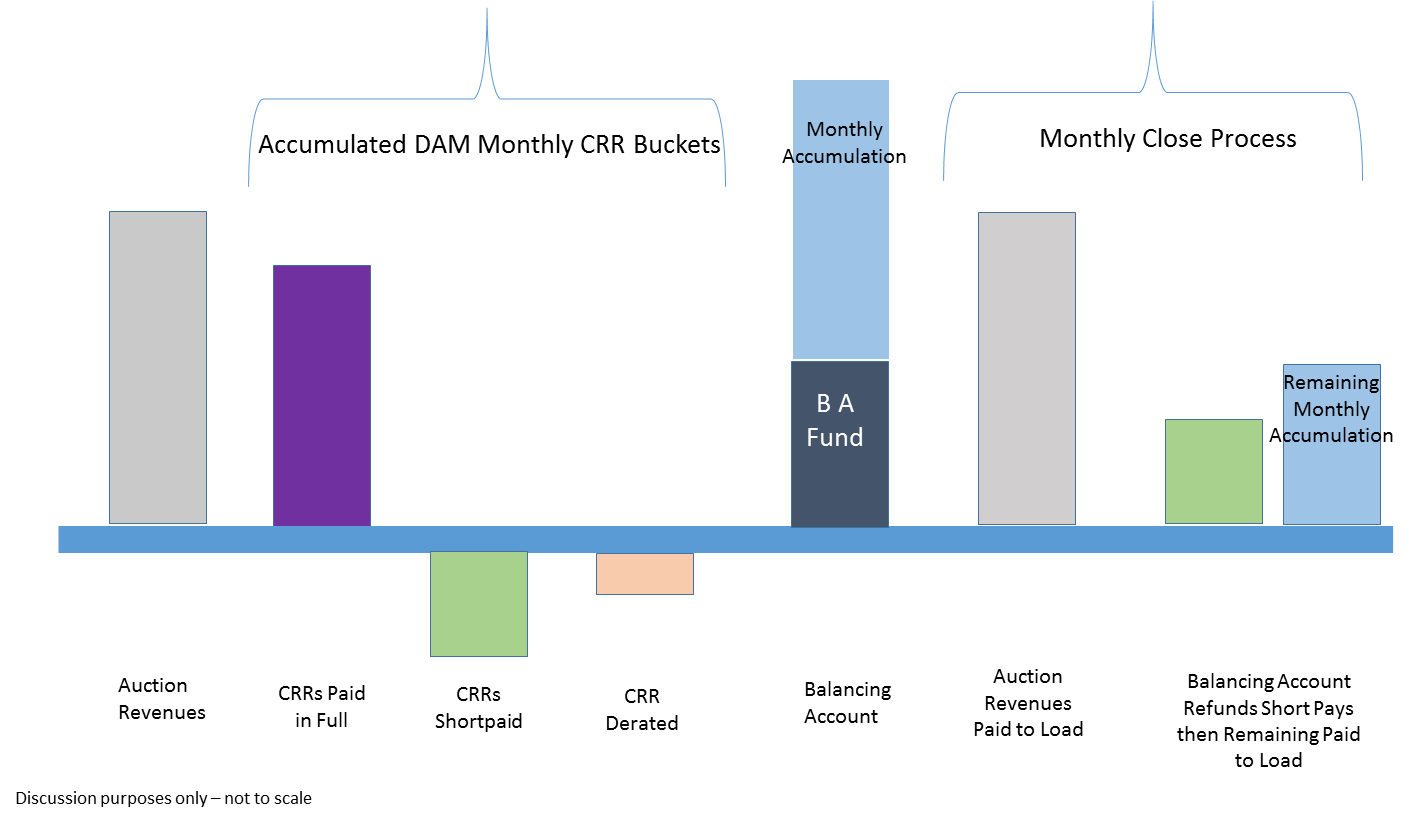 Accumulated DAM Monthly CRR Buckets
Monthly
Accumulation
Monthly Close Process
B A
Fund
Remaining
Monthly
Accumulation
Auction
Revenues
CRRs Paid
in Full
CRRs
Shortpaid
CRR
Derated
Balancing
Account
Auction
Revenues
Paid to Load
Balancing Account
Refunds Short Pays
then Remaining Paid
to Load
Discussion purposes only – not to scale